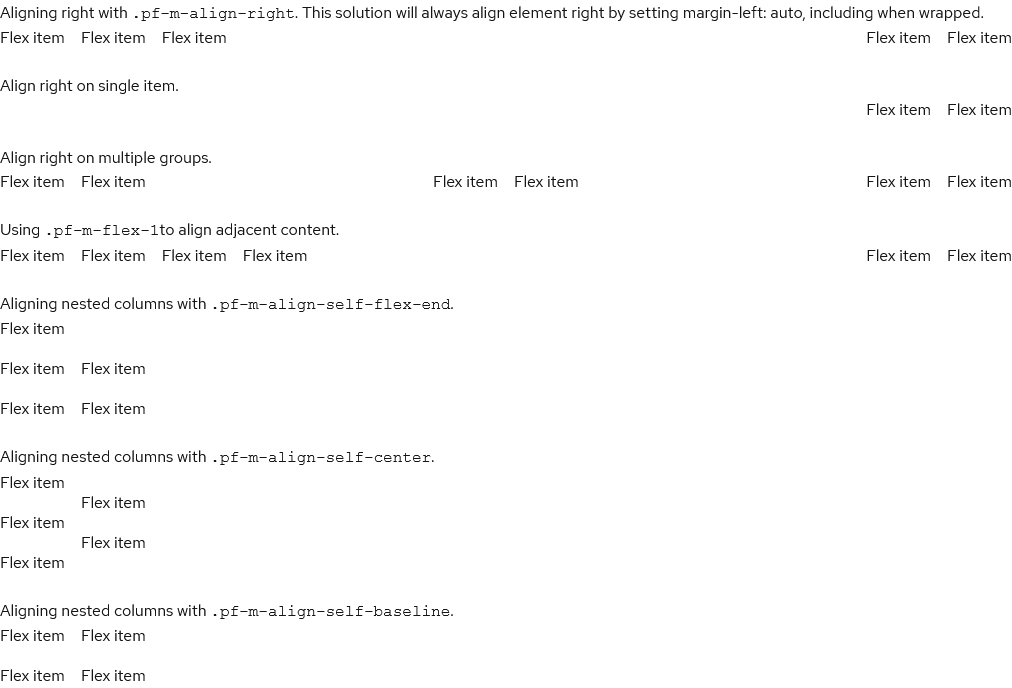 Aligning right with .pf-m-align-right. This solution will always align element right by setting margin-left: auto, including when wrapped.
Flex item Flex item Flex item Flex item Flex item
Align right on single item.
Flex item Flex item
Align right on multiple groups.
Flex item Flex item Flex item Flex item Flex item Flex item
Using .pf-m-flex-1to align adjacent content.
Flex item Flex item Flex item Flex item Flex item Flex item
Aligning nested columns with .pf-m-align-self-flex-end.
Flex item
Flex item Flex item
Flex item Flex item
Aligning nested columns with .pf-m-align-self-center.
Flex item
Flex item
Flex item
Flex item
Flex item
Aligning nested columns with .pf-m-align-self-baseline.
Flex item Flex item
Flex item Flex item